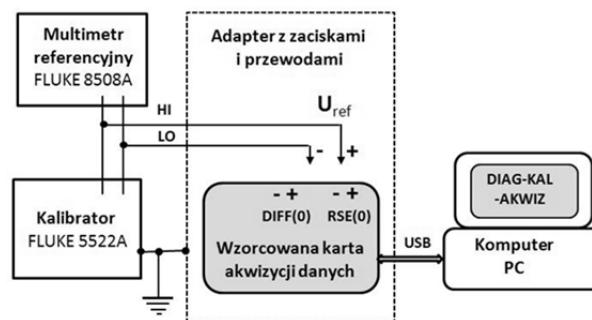 Multimetr
referencyjny
FLUKE 8508A
Adapter z zaciskami
i przewodami
HI
LO
U ref
- +
Kalibrator
FLUKE 5522A
- + - +
DIFF(0) RSE(0)
Wzorcowana karta
akwizycji danych
USB
DIAG-KAL
-AKWIZ
Komputer
PC